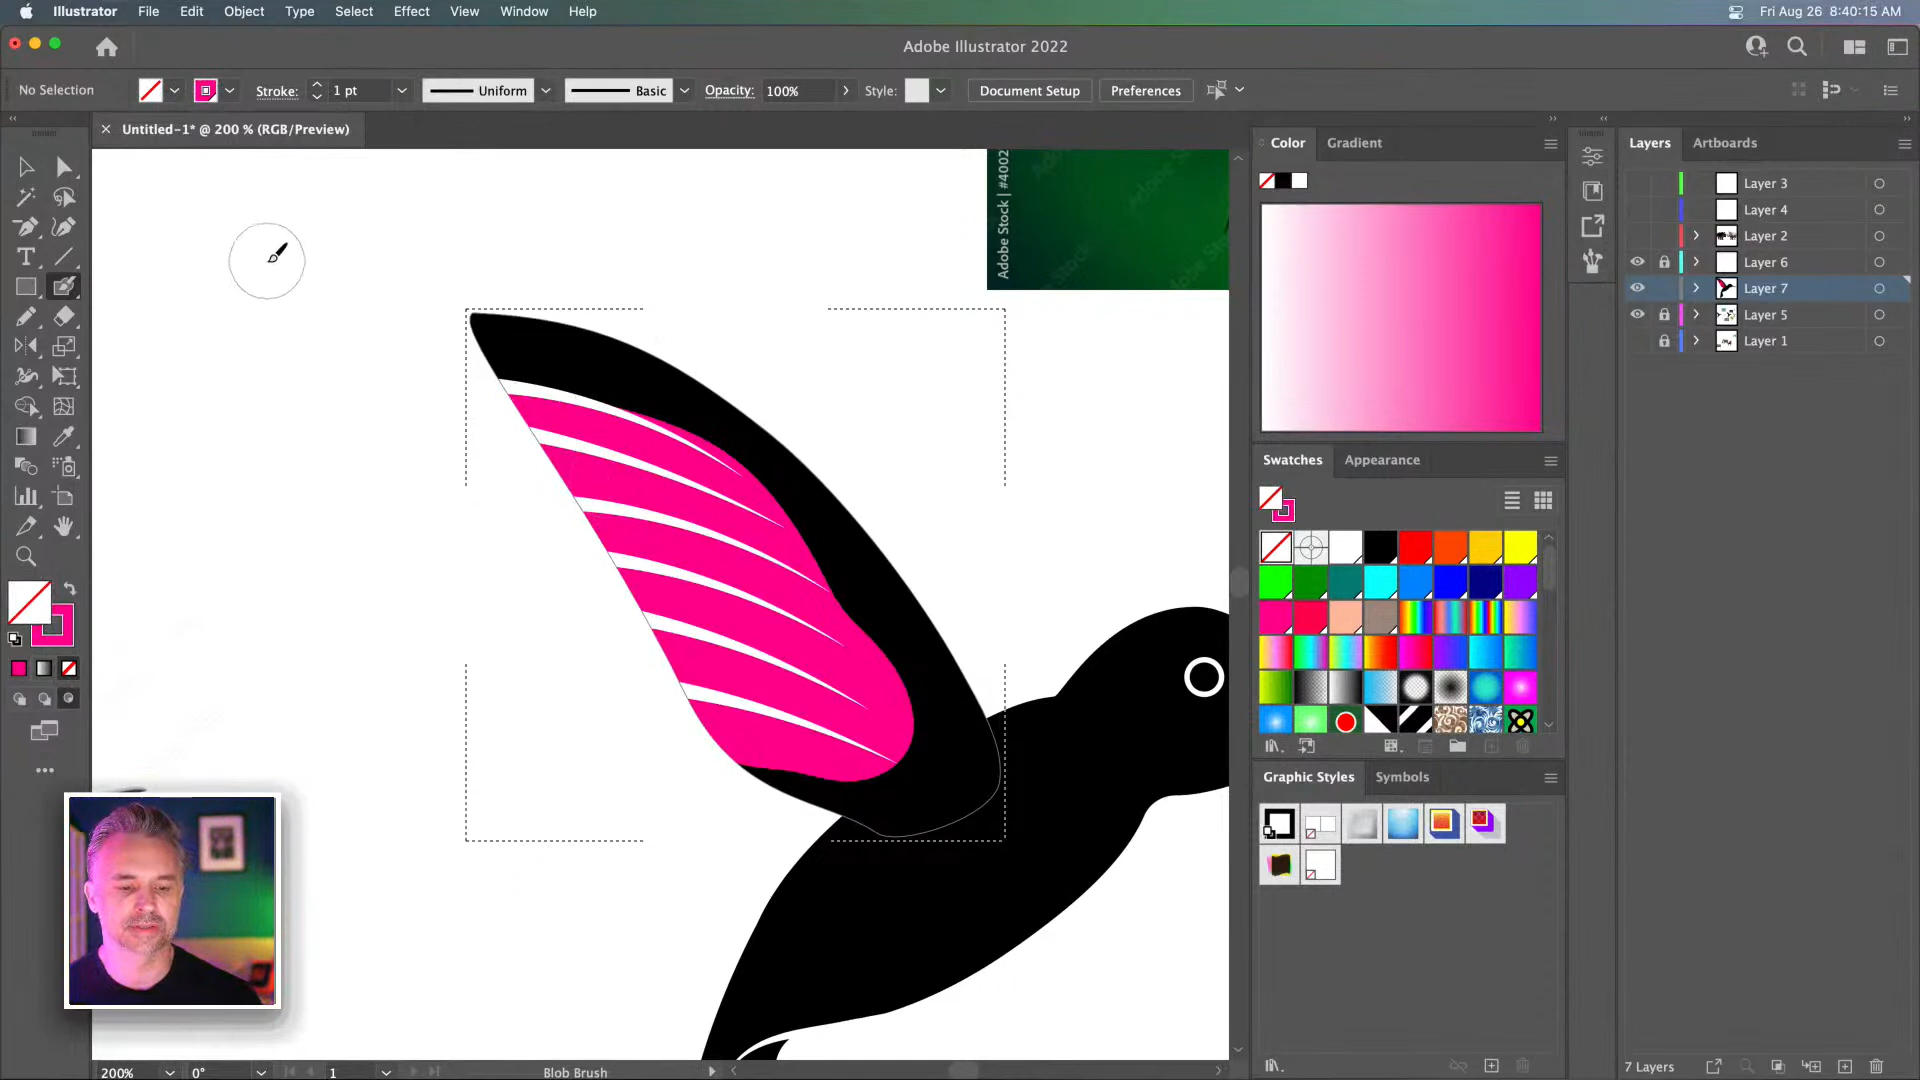 Illustrator File Edit Object Type Select Effect View Window Help
Fri Aug 26 8:40:15 AM
Adobe Illustrator 2022
No Selection
Stroke: 1 pt
Uniform
Basic
Opacity: 100%
Style:
Document Setup
Preferences
Untitled-1* @ 200 % (RGB/Preview)
Adobe Stock | #4002
Color Gradient
Swatches Appearance
Graphic Styles Symbols
Layers Artboards
Layer 3
Layer 4
Layer 2
Layer 6
Layer 7
Layer 5
Layer 1
200%
0°
1
Blob Brush
7 Layers